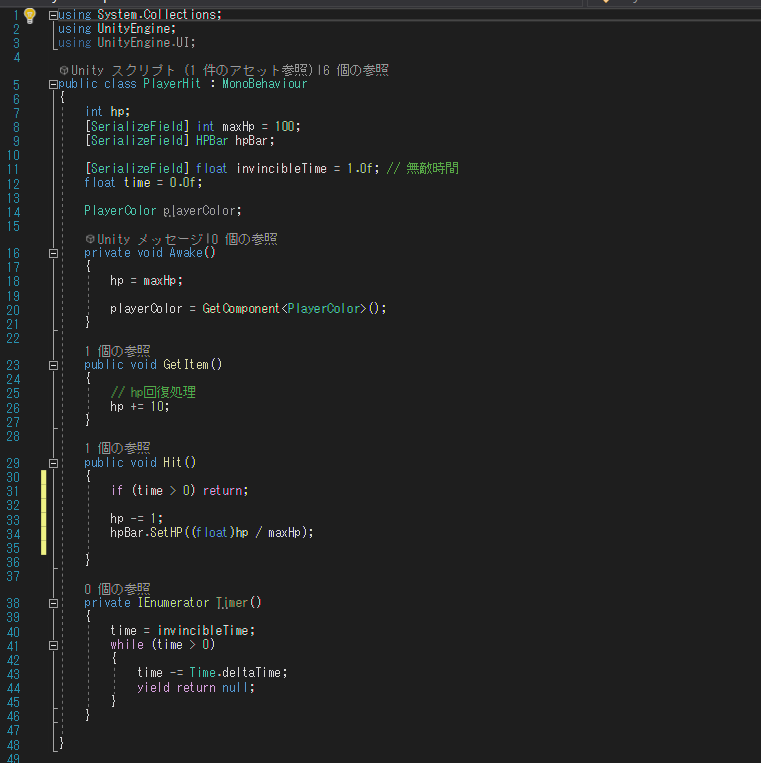 1 using System.Collections;
2 using UnityEngine;
3 using UnityEngine.UI;
4
Unity スクリプト (1 件のアセット参照)|6 個の参照
5 public class PlayerHit : MonoBehaviour
6 {
7 int hp;
8 [SerializeField] int maxHp = 100;
9 [SerializeField] HPBar hpBar;
10
11 [SerializeField] float invincibleTime = 1.0f; // 無敵時間
12 float time = 0.0f;
13
14 PlayerColor playerColor;
15
Unity メッセージ|0 個の参照
16 private void Awake()
17 {
18 hp = maxHp;
19
20 playerColor = GetComponent<PlayerColor>();
21 }
22
1 個の参照
23 public void GetItem()
24 {
25 // hp回復処理
26 hp += 10;
27 }
28
1 個の参照
29 public void Hit()
30 {
31 if (time > 0) return;
32
33 hp -= 1;
34 hpBar.SetHP((float)hp / maxHp);
35
36 }
37
0 個の参照
38 private IEnumerator Timer()
39 {
40 time = invincibleTime;
41 while (time > 0)
42 {
43 time -= Time.deltaTime;
44 yield return null;
45 }
46 }
47
48 }
49